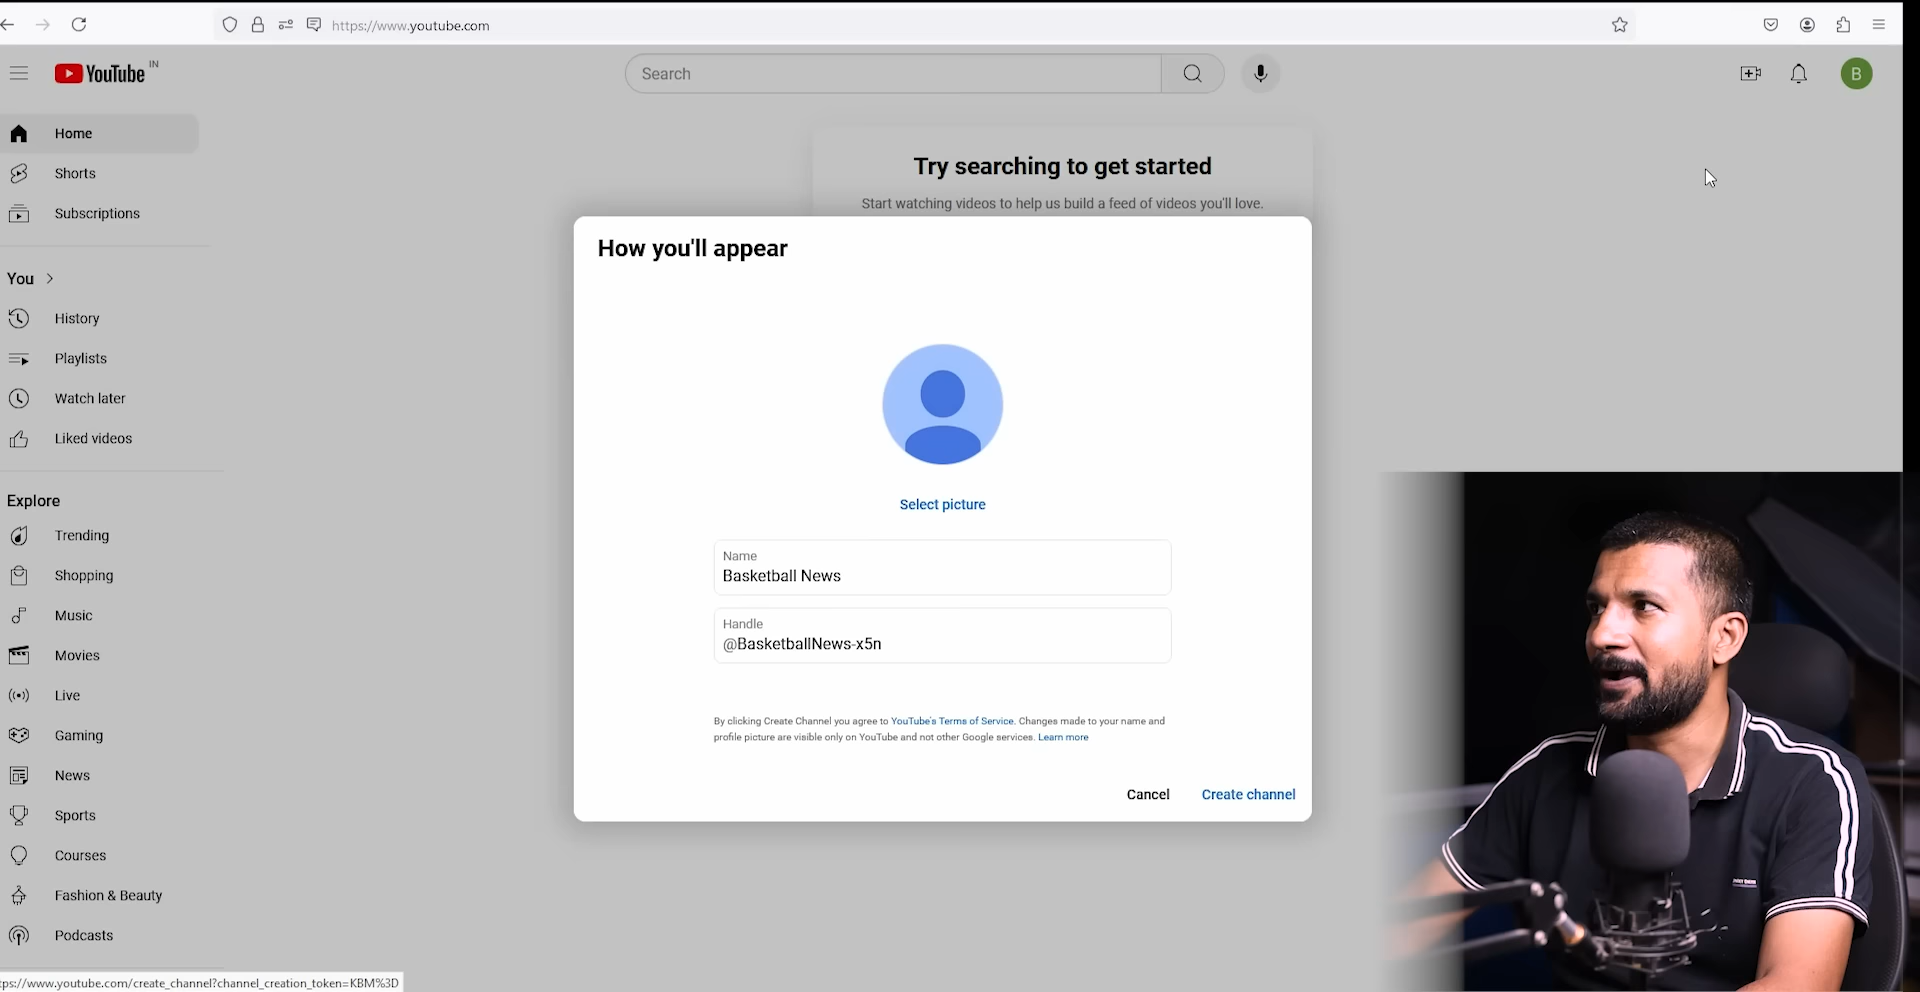 https://www.youtube.com
YouTube IN
Search
B
Home
Shorts
Subscriptions
You
History
Playlists
Watch later
Liked videos
Explore
Trending
Shopping
Music
Movies
Live
Gaming
News
Sports
Courses
Fashion & Beauty
Podcasts
Try searching to get started
Start watching videos to help us build a feed of videos you'll love.
How you'll appear
Select picture
Name
Basketball News
Handle
@BasketballNews-x5n
By clicking Create Channel you agree to YouTube's Terms of Service. Changes made to your name and
profile picture are visible only on YouTube and not other Google services. Learn more
Cancel
Create channel
tps://www.youtube.com/create_channel?channel_creation_token=KBM%3D